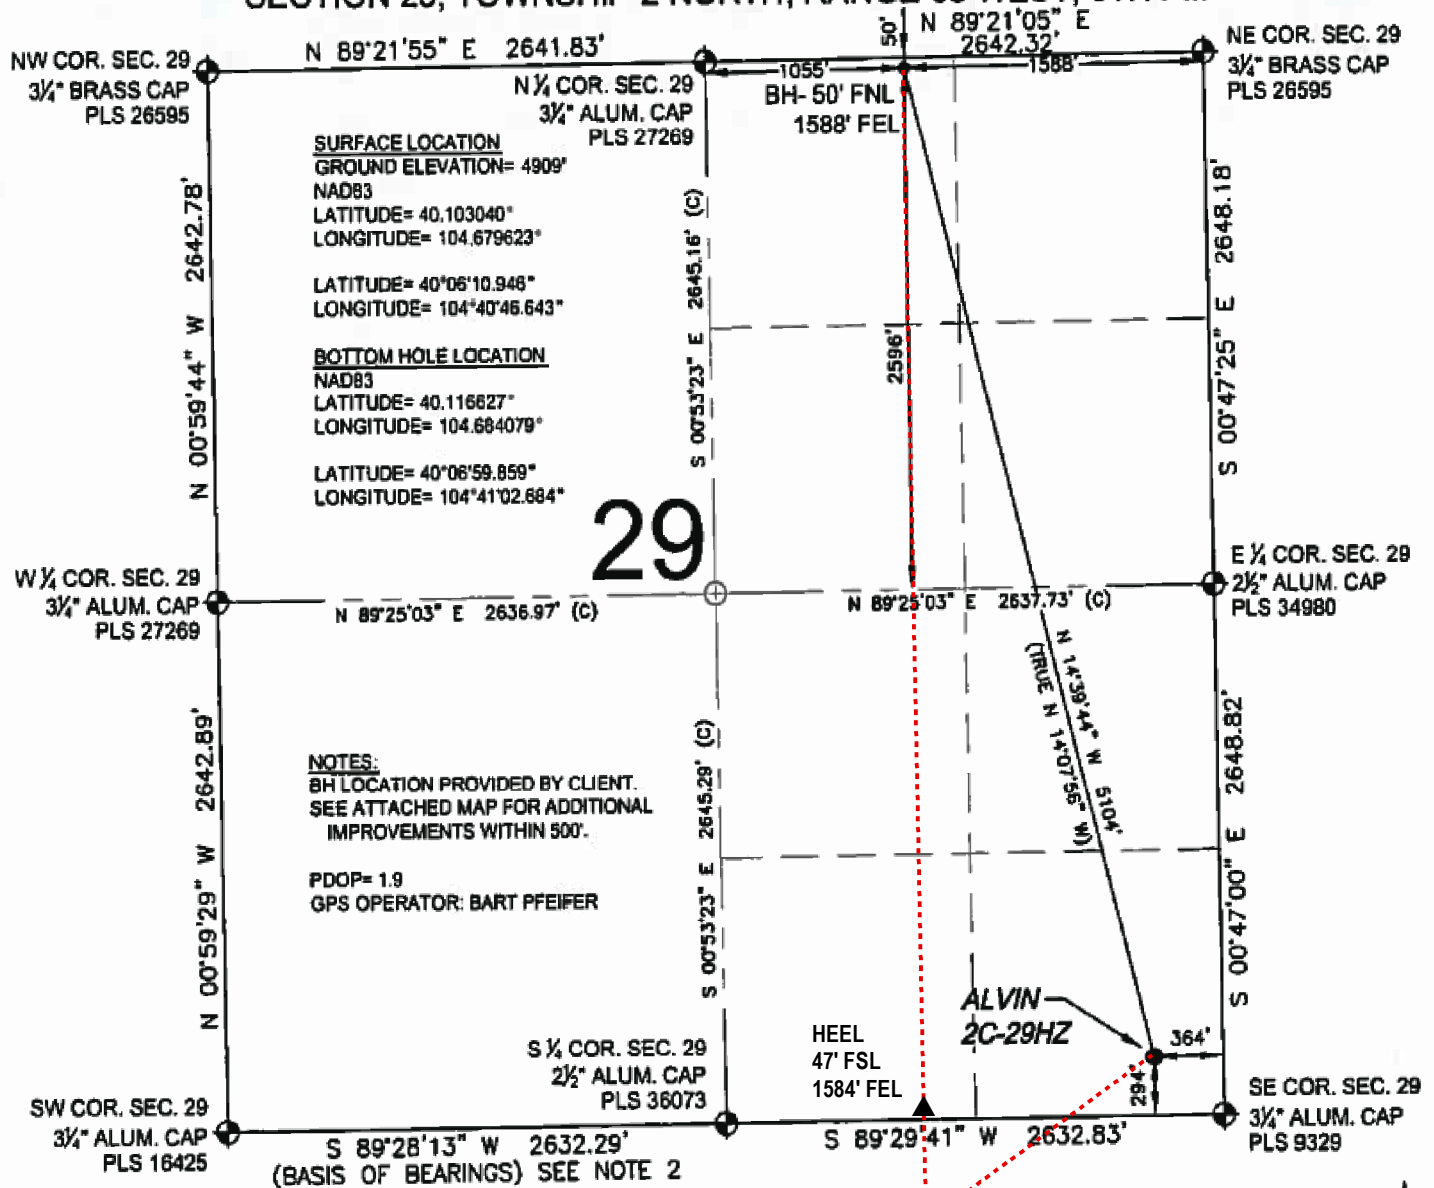 N 89°21'05" E
2642.32'
50'
N 89°21'55" E 2641.83'
NW COR. SEC. 29
3¼" BRASS CAP
PLS 26595
N ¼ COR. SEC. 29
3¼" ALUM. CAP
PLS 27269
1055'
1588'
BH- 50' FNL
1588' FEL
NE COR. SEC. 29
3¼" BRASS CAP
PLS 26595
SURFACE LOCATION
GROUND ELEVATION= 4909'
NAD83
LATITUDE= 40.103040°
LONGITUDE= 104.679623°
LATITUDE= 40°06'10.946"
LONGITUDE= 104°40'46.643"
BOTTOM HOLE LOCATION
NAD83
LATITUDE= 40.116627°
LONGITUDE= 104.684079°
LATITUDE= 40°06'59.859"
LONGITUDE= 104°41'02.684"
N 00°59'44" W 2642.78'
S 00°53'23" E 2645.16' (C)
2596'
S 00°47'25" E 2648.18'
29
W ¼ COR. SEC. 29
3¼" ALUM. CAP
PLS 27269
N 89°25'03" E 2636.97' (C)
N 89°25'03" E 2637.73' (C)
E ¼ COR. SEC. 29
2½" ALUM. CAP
PLS 34980
N 14°39'44" W 5104'
(TRUE N 14°07'56" W)
NOTES:
BH LOCATION PROVIDED BY CLIENT.
SEE ATTACHED MAP FOR ADDITIONAL
IMPROVEMENTS WITHIN 500'.
PDOP= 1.9
GPS OPERATOR: BART PFEIFER
N 00°59'29" W 2642.89'
S 00°53'23" E 2645.29' (C)
S 00°47'00" E 2648.82'
ALVIN
2C-29HZ
364'
294'
HEEL
47' FSL
1584' FEL
S ¼ COR. SEC. 29
2½" ALUM. CAP
PLS 36073
SW COR. SEC. 29
3¼" ALUM. CAP
PLS 16425
SE COR. SEC. 29
3¼" ALUM. CAP
PLS 9329
S 89°28'13" W 2632.29'
(BASIS OF BEARINGS) SEE NOTE 2
S 89°29'41" W 2632.83'